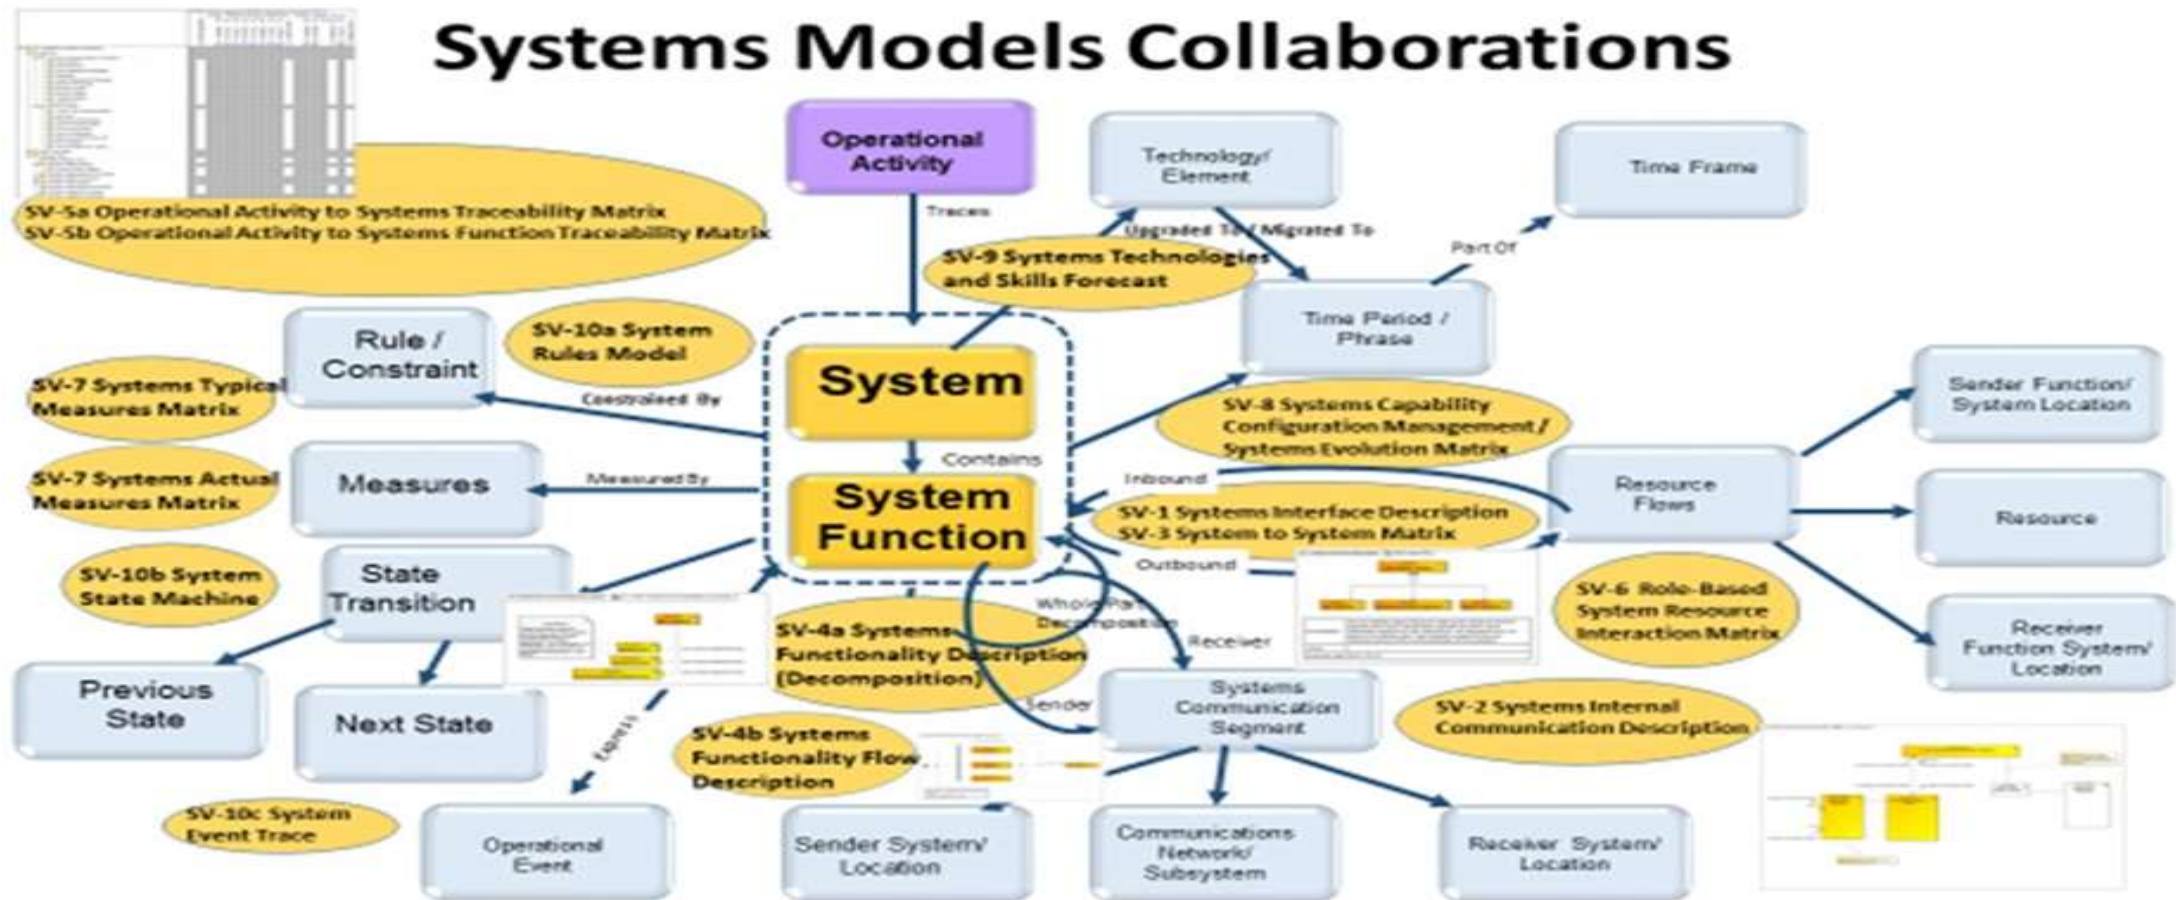 Systems Models Collaborations
Operational
Activity
Technology/
Element
Time Frame
SV-5a Operational Activity to Systems Traceability Matrix
SV-5b Operational Activity to Systems Function Traceability Matrix
Traces
Upgraded To / Migrated To
Part Of
SV-9 Systems Technologies
and Skills Forecast
Rule /
Constraint
SV-10a System
Rules Model
Time Period /
Phrase
System
SV-7 Systems Typical
Measures Matrix
Constrained By
SV-8 Systems Capability
Configuration Management/
Systems Evolution Matrix
Sender Function/
System Location
Contains
SV-7 Systems Actual
Measures Matrix
Measures
Measured By
System
Function
Inbound
SV-1 Systems Interface Description
SV-3 System to System Matrix
Outbound
Resource
Flows
Resource
SV-10b System
State Machine
State
Transition
Whole Part
Decomposition
Receiver
SV-6 Role-Based
System Resource
Interaction Matrix
Receiver
Function System/
Location
SV-4a Systems
Functionality Description
(Decomposition)
Previous
State
Next State
Express
Sender
Systems
Communication
Segment
SV-2 Systems Internal
Communication Description
SV-4b Systems
Functionality Flow
Description
SV-10c System
Event Trace
Operational
Event
Sender System/
Location
Communications
Network/
Subsystem
Receiver System/
Location